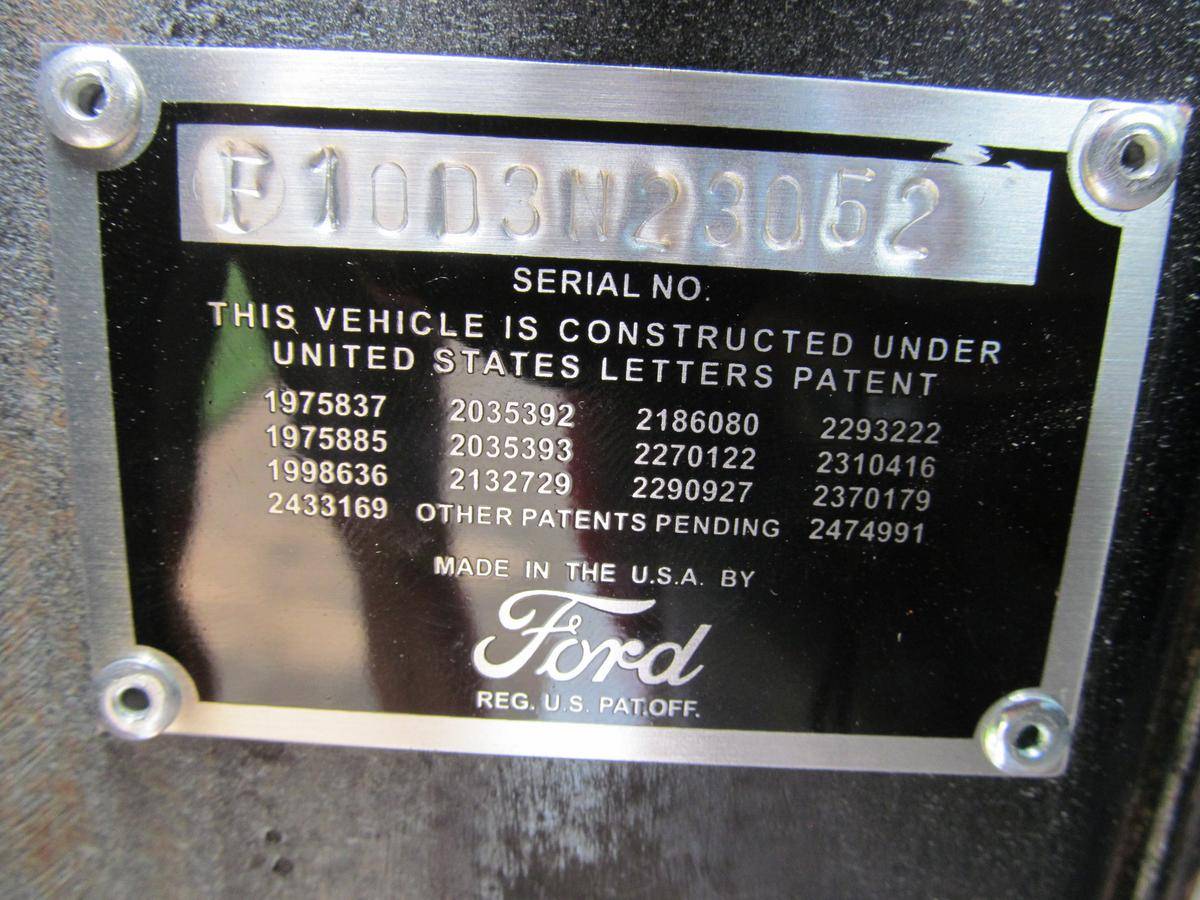 F10D3N23052
SERIAL NO.
THIS VEHICLE IS CONSTRUCTED UNDER
UNITED STATES LETTERS PATENT
1975837 2035392 2186080 2293222
1975885 2035393 2270122 2310416
1998636 2132729 2290927 2370179
2433169 OTHER PATENTS PENDING 2474991
MADE IN THE U.S.A. BY
Ford
REG. U.S. PAT.OFF.